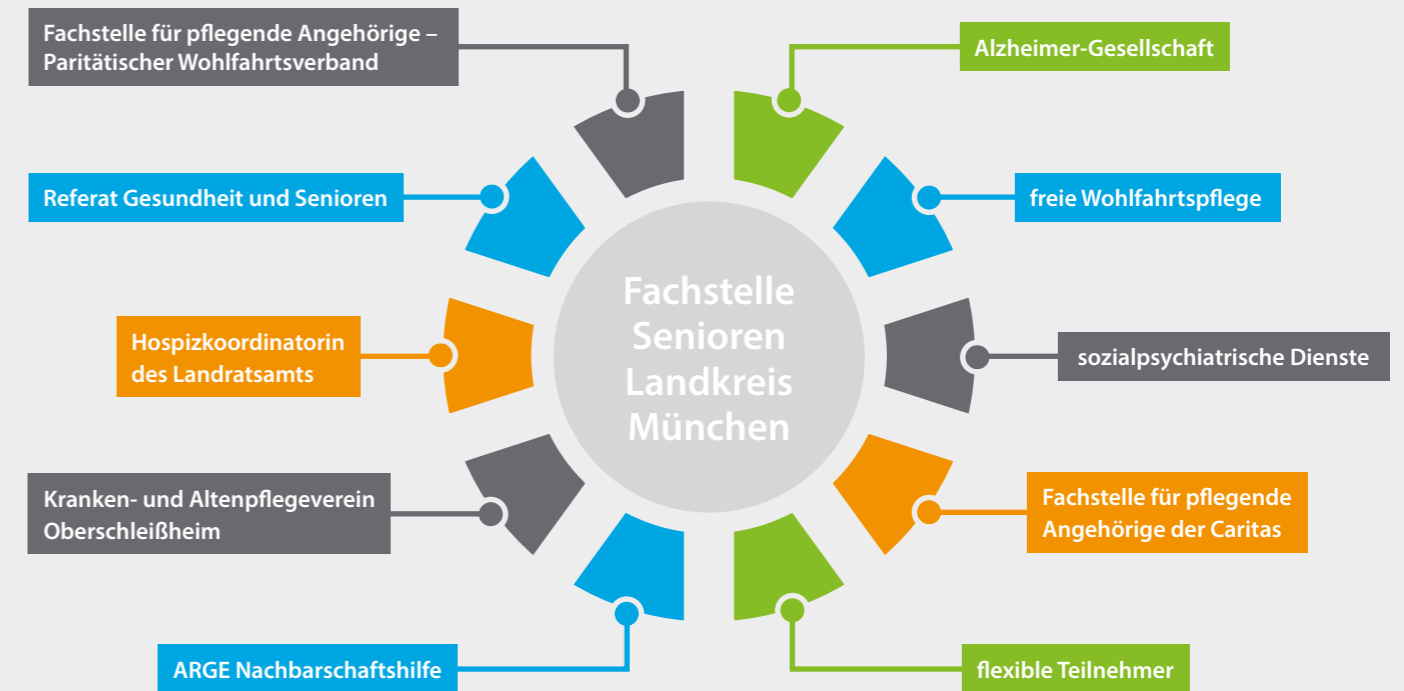 Fachstelle für pflegende Angehörige –
Paritätischer Wohlfahrtsverband
Alzheimer-Gesellschaft
Referat Gesundheit und Senioren
freie Wohlfahrtspflege
Fachstelle
Senioren
Landkreis
München
Hospizkoordinatorin
des Landratsamts
sozialpsychiatrische Dienste
Kranken- und Altenpflegeverein
Oberschleißheim
Fachstelle für pflegende
Angehörige der Caritas
ARGE Nachbarschaftshilfe
flexible Teilnehmer